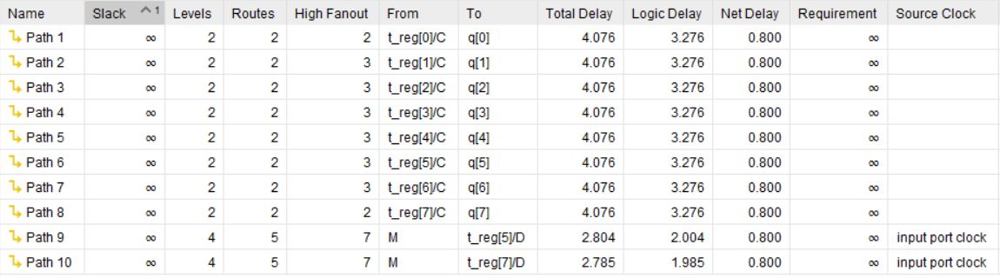 Name Slack ^1 Levels Routes High Fanout From To Total Delay Logic Delay Net Delay Requirement Source Clock
Path 1 ∞ 2 2 2 t_reg[0]/C q[0] 4.076 3.276 0.800 ∞
Path 2 ∞ 2 2 3 t_reg[1]/C q[1] 4.076 3.276 0.800 ∞
Path 3 ∞ 2 2 3 t_reg[2]/C q[2] 4.076 3.276 0.800 ∞
Path 4 ∞ 2 2 3 t_reg[3]/C q[3] 4.076 3.276 0.800 ∞
Path 5 ∞ 2 2 3 t_reg[4]/C q[4] 4.076 3.276 0.800 ∞
Path 6 ∞ 2 2 3 t_reg[5]/C q[5] 4.076 3.276 0.800 ∞
Path 7 ∞ 2 2 3 t_reg[6]/C q[6] 4.076 3.276 0.800 ∞
Path 8 ∞ 2 2 2 t_reg[7]/C q[7] 4.076 3.276 0.800 ∞
Path 9 ∞ 4 5 7 M t_reg[5]/D 2.804 2.004 0.800 ∞ input port clock
Path 10 ∞ 4 5 7 M t_reg[7]/D 2.785 1.985 0.800 ∞ input port clock